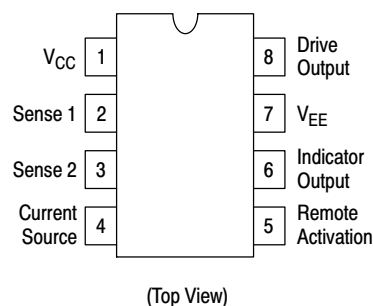 V_CC 1
Sense 1 2
Sense 2 3
Current
Source 4
8 Drive
Output
7 V_EE
6 Indicator
Output
5 Remote
Activation
(Top View)